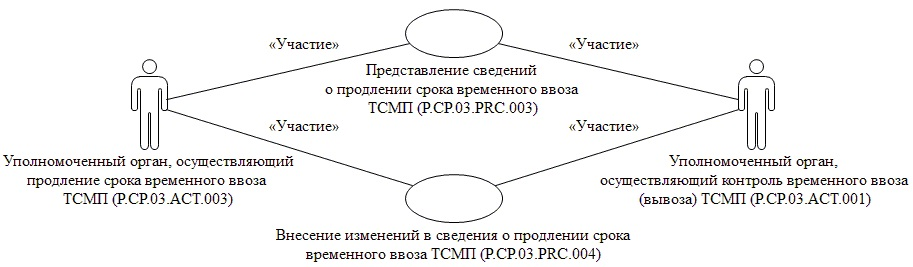 «Участие»
«Участие»
Представление сведений
о продлении срока временного ввоза
ТСМП (P.CP.03.PRC.003)
«Участие»
«Участие»
Уполномоченный орган, осуществляющий
продление срока временного ввоза
ТСМП (P.CP.03.ACT.003)
Уполномоченный орган,
осуществляющий контроль временного ввоза
(вывоза) ТСМП (P.CP.03.ACT.001)
Внесение изменений в сведения о продлении срока
временного ввоза ТСМП (P.CP.03.PRC.004)